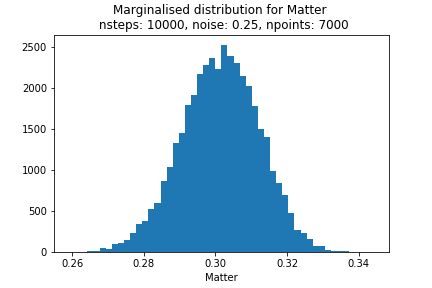 Marginalised distribution for Matter
nsteps: 10000, noise: 0.25, npoints: 7000
2500
2000
1500
1000
500
0
0.26 0.28 0.30 0.32 0.34
Matter